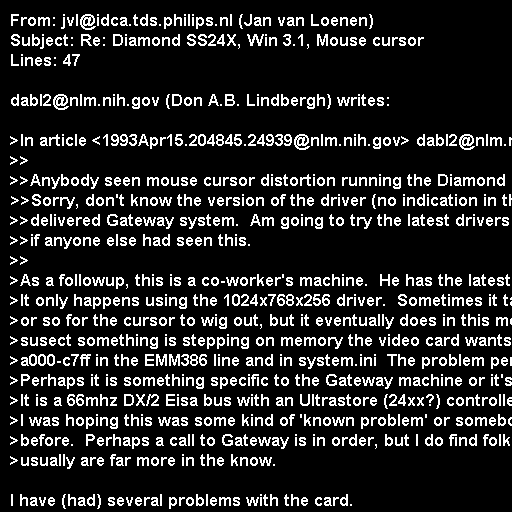 From: jvl@idca.tds.philips.nl (Jan van Loenen)
Subject: Re: Diamond SS24X, Win 3.1, Mouse cursor
Lines: 47

dabl2@nlm.nih.gov (Don A.B. Lindbergh) writes:

>In article <1993Apr15.204845.24939@nlm.nih.gov> dabl2@nlm.
>>
>>Anybody seen mouse cursor distortion running the Diamond
>>Sorry, don't know the version of the driver (no indication in
>>delivered Gateway system.  Am going to try the latest drivers
>>if anyone else had seen this.
>>
>As a followup, this is a co-worker's machine.  He has the latest
>It only happens using the 1024x768x256 driver.  Sometimes it
>or so for the cursor to wig out, but it eventually does in this
>susect something is stepping on memory the video card wants
>a000-c7ff in the EMM386 line and in system.ini  The problem
>Perhaps it is something specific to the Gateway machine or it's
>It is a 66mhz DX/2 Eisa bus with an Ultrastore (24xx?)
>I was hoping this was some kind of 'known problem' or
>before.  Perhaps a call to Gateway is in order, but I do find
>usually are far more in the know.

I have (had) several problems with the card.